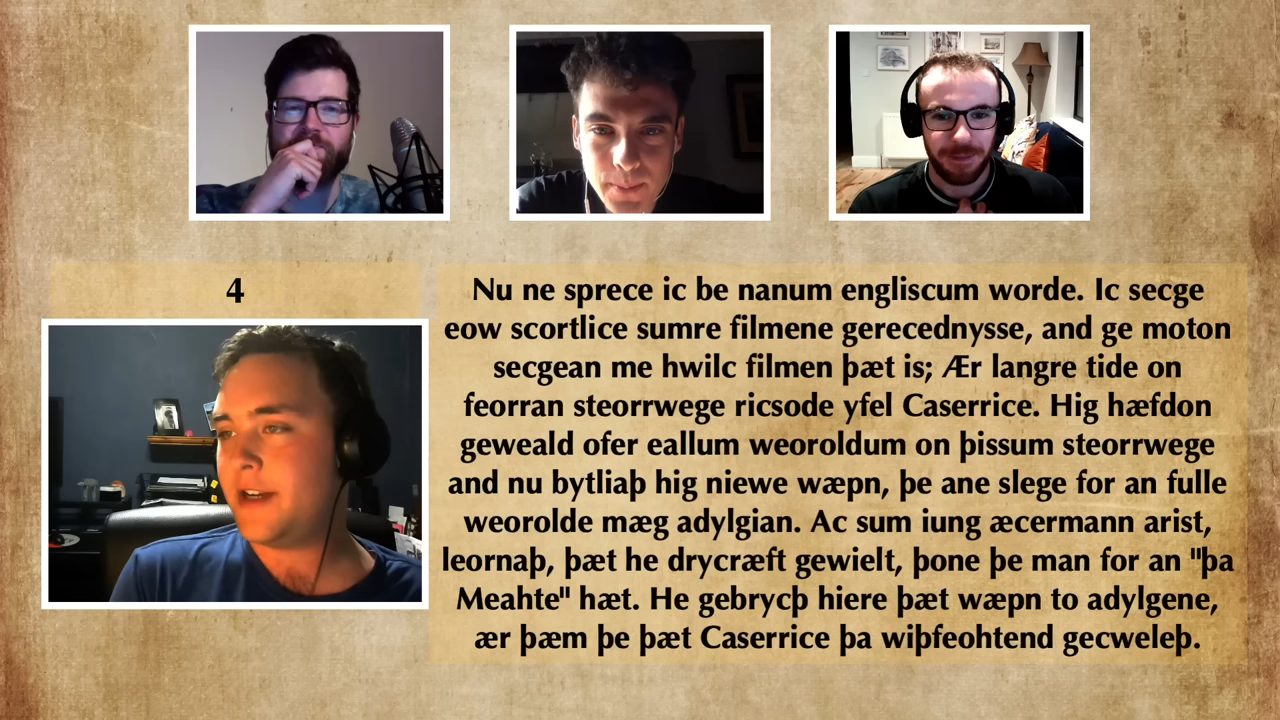 4
Nu ne sprece ic be nanum engliscum worde. Ic secge
eow scortlice sumre filmene gerecednysse, and ge moton
secgean me hwilc filmen þæt is; Ær langre tide on
feorran steorrwege ricsode yfel Caserrice. Hig hæfdon
geweald ofer eallum weoroldum on þissum steorrwege
and nu bytliaþ hig niewe wæpn, þe ane slege for an fulle
weorolde mæg adylgian. Ac sum iung æcermann arist,
leornaþ, þæt he drycræft gewielt, þone þe man for an "þa
Meahte" hæt. He gebrycþ hiere þæt wæpn to adylgene,
ær þæm þe þæt Caserrice þa wiþfeohtend gecweleþ.